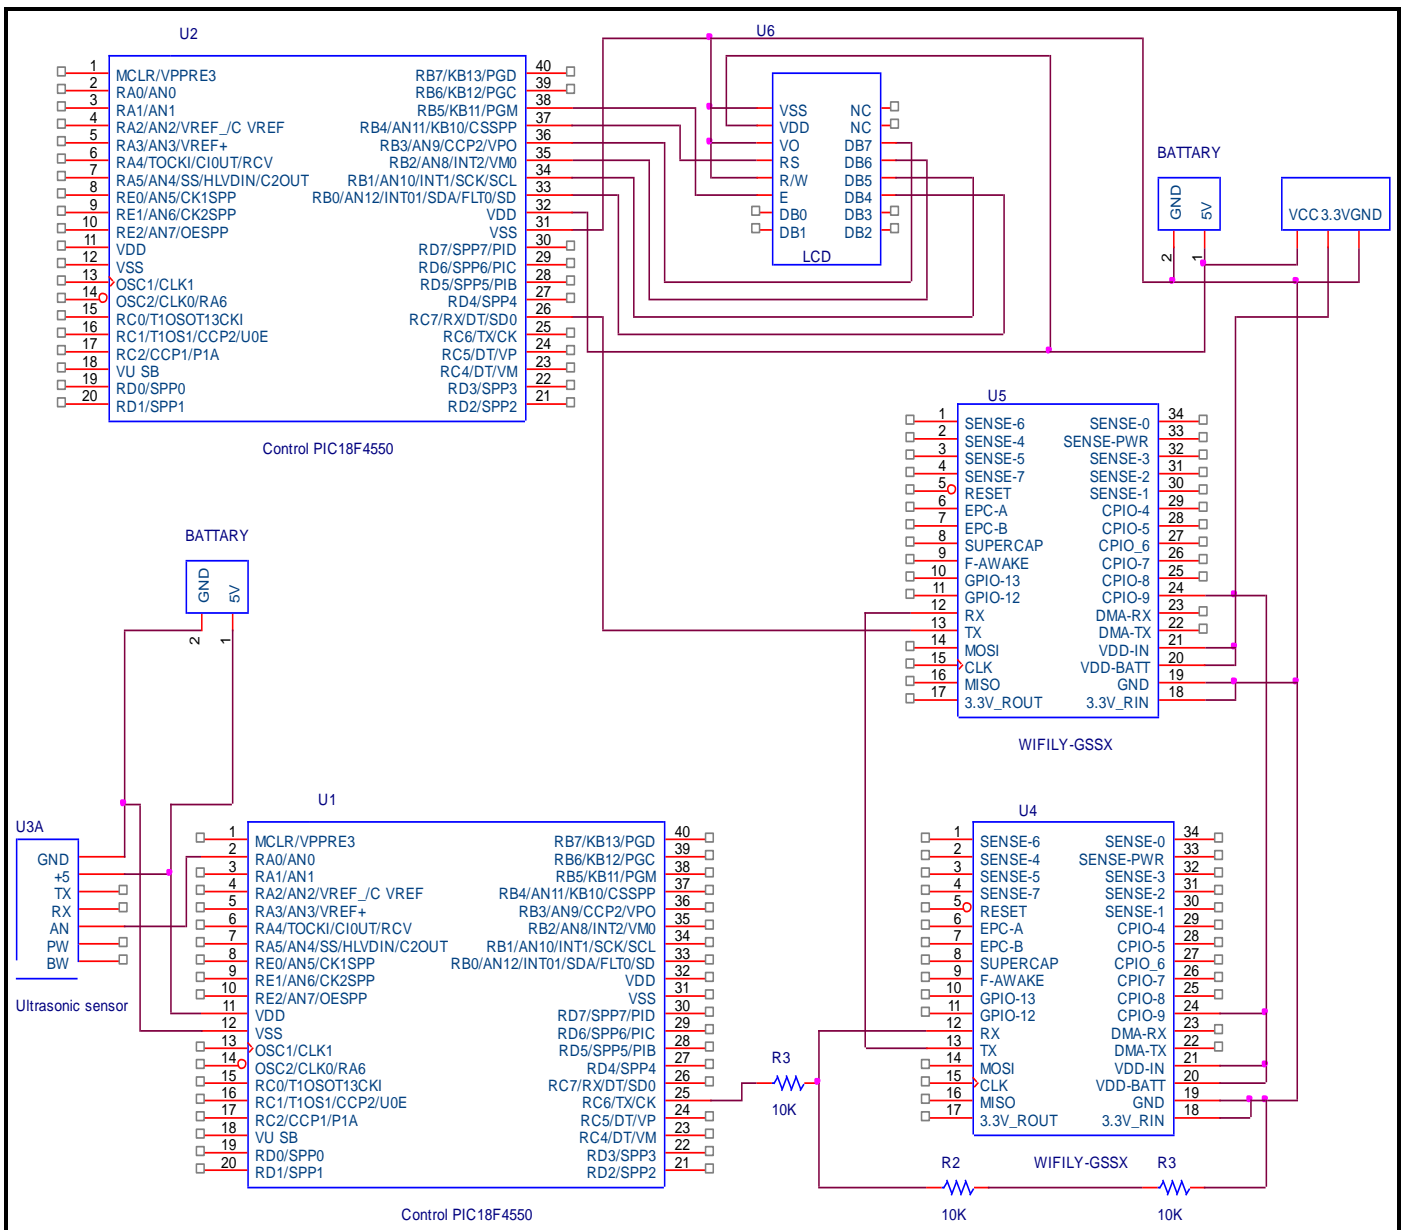 U2
1 MCLR/VPPRE3 RB7/KB13/PGD 40
2 RA0/AN0 RB6/KB12/PGC 39
3 RA1/AN1 RB5/KB11/PGM 38
4 RA2/AN2/VREF_/C VREF RB4/AN11/KB10/CSSPP 37
5 RA3/AN3/VREF+ RB3/AN9/CCP2/VPO 36
6 RA4/TOCKI/CI0UT/RCV RB2/AN8/INT2/VM0 35
7 RA5/AN4/SS/HLVDIN/C2OUT RB1/AN10/INT1/SCK/SCL 34
8 RE0/AN5/CK1SPP RB0/AN12/INT01/SDA/FLT0/SD 33
9 RE1/AN6/CK2SPP VDD 32
10 RE2/AN7/OESPP VSS 31
11 VDD RD7/SPP7/PID 30
12 VSS RD6/SPP6/PIC 29
13 OSC1/CLK1 RD5/SPP5/PIB 28
14 OSC2/CLK0/RA6 RD4/SPP4 27
15 RC0/T1OSOT13CKI RC7/RX/DT/SD0 26
16 RC1/T1OS1/CCP2/U0E RC6/TX/CK 25
17 RC2/CCP1/P1A RC5/DT/VP 24
18 VU SB RC4/DT/VM 23
19 RD0/SPP0 RD3/SPP3 22
20 RD1/SPP1 RD2/SPP2 21
Control PIC18F4550
U6
VSS NC
VDD NC
VO DB7
RS DB6
R/W DB5
E DB4
DB0 DB3
DB1 DB2
LCD
BATTARY
GND 5V
2 1
VCC 3.3V GND
U5
1 SENSE-6 SENSE-0 34
2 SENSE-4 SENSE-PWR 33
3 SENSE-5 SENSE-3 32
4 SENSE-7 SENSE-2 31
5 RESET SENSE-1 30
6 EPC-A CPIO-4 29
7 EPC-B CPIO-5 28
8 SUPERCAP CPIO_6 27
9 F-AWAKE CPIO-7 26
10 GPIO-13 CPIO-8 25
11 GPIO-12 CPIO-9 24
12 RX DMA-RX 23
13 TX DMA-TX 22
14 MOSI VDD-IN 21
15 CLK VDD-BATT 20
16 MISO GND 19
17 3.3V_ROUT 3.3V_RIN 18
WIFILY-GSSX
BATTARY
GND 5V
2 1
U3A
GND
+5
TX
RX
AN
PW
BW
Ultrasonic sensor
U1
1 MCLR/VPPRE3 RB7/KB13/PGD 40
2 RA0/AN0 RB6/KB12/PGC 39
3 RA1/AN1 RB5/KB11/PGM 38
4 RA2/AN2/VREF_/C VREF RB4/AN11/KB10/CSSPP 37
5 RA3/AN3/VREF+ RB3/AN9/CCP2/VPO 36
6 RA4/TOCKI/CI0UT/RCV RB2/AN8/INT2/VM0 35
7 RA5/AN4/SS/HLVDIN/C2OUT RB1/AN10/INT1/SCK/SCL 34
8 RE0/AN5/CK1SPP RB0/AN12/INT01/SDA/FLT0/SD 33
9 RE1/AN6/CK2SPP VDD 32
10 RE2/AN7/OESPP VSS 31
11 VDD RD7/SPP7/PID 30
12 VSS RD6/SPP6/PIC 29
13 OSC1/CLK1 RD5/SPP5/PIB 28
14 OSC2/CLK0/RA6 RD4/SPP4 27
15 RC0/T1OSOT13CKI RC7/RX/DT/SD0 26
16 RC1/T1OS1/CCP2/U0E RC6/TX/CK 25
17 RC2/CCP1/P1A RC5/DT/VP 24
18 VU SB RC4/DT/VM 23
19 RD0/SPP0 RD3/SPP3 22
20 RD1/SPP1 RD2/SPP2 21
Control PIC18F4550
R3
10K
U4
1 SENSE-6 SENSE-0 34
2 SENSE-4 SENSE-PWR 33
3 SENSE-5 SENSE-3 32
4 SENSE-7 SENSE-2 31
5 RESET SENSE-1 30
6 EPC-A CPIO-4 29
7 EPC-B CPIO-5 28
8 SUPERCAP CPIO_6 27
9 F-AWAKE CPIO-7 26
10 GPIO-13 CPIO-8 25
11 GPIO-12 CPIO-9 24
12 RX DMA-RX 23
13 TX DMA-TX 22
14 MOSI VDD-IN 21
15 CLK VDD-BATT 20
16 MISO GND 19
17 3.3V_ROUT 3.3V_RIN 18
R2 WIFILY-GSSX R3
10K 10K